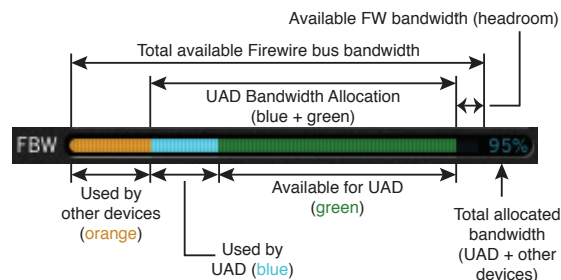 Available FW bandwidth (headroom)
Total available Firewire bus bandwidth
UAD Bandwidth Allocation
(blue + green)
FBW
95%
Used by
other devices
(orange)
Used by
UAD (blue)
Available for UAD
(green)
Total allocated
bandwidth
(UAD + other
devices)